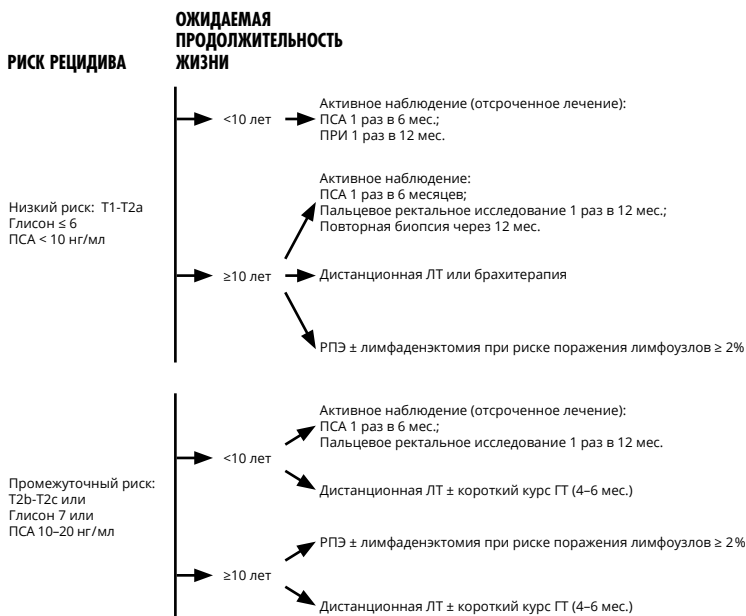 РИСК РЕЦИДИВА
ОЖИДАЕМАЯ
ПРОДОЛЖИТЕЛЬНОСТЬ
ЖИЗНИ
Низкий риск: T1-T2a
Глисон ≤ 6
ПСА < 10 нг/мл
<10 лет
Активное наблюдение (отсроченное лечение):
ПСА 1 раз в 6 мес.;
ПРИ 1 раз в 12 мес.
≥10 лет
Активное наблюдение:
ПСА 1 раз в 6 месяцев;
Пальцевое ректальное исследование 1 раз в 12 мес.;
Повторная биопсия через 12 мес.
Дистанционная ЛТ или брахитерапия
РПЭ ± лимфаденэктомия при риске поражения лимфоузлов ≥ 2%
Промежуточный риск:
T2b-T2c или
Глисон 7 или
ПСА 10–20 нг/мл
<10 лет
Активное наблюдение (отсроченное лечение):
ПСА 1 раз в 6 мес.;
Пальцевое ректальное исследование 1 раз в 12 мес.
Дистанционная ЛТ ± короткий курс ГТ (4–6 мес.)
≥10 лет
РПЭ ± лимфаденэктомия при риске поражения лимфоузлов ≥ 2%
Дистанционная ЛТ ± короткий курс ГТ (4–6 мес.)